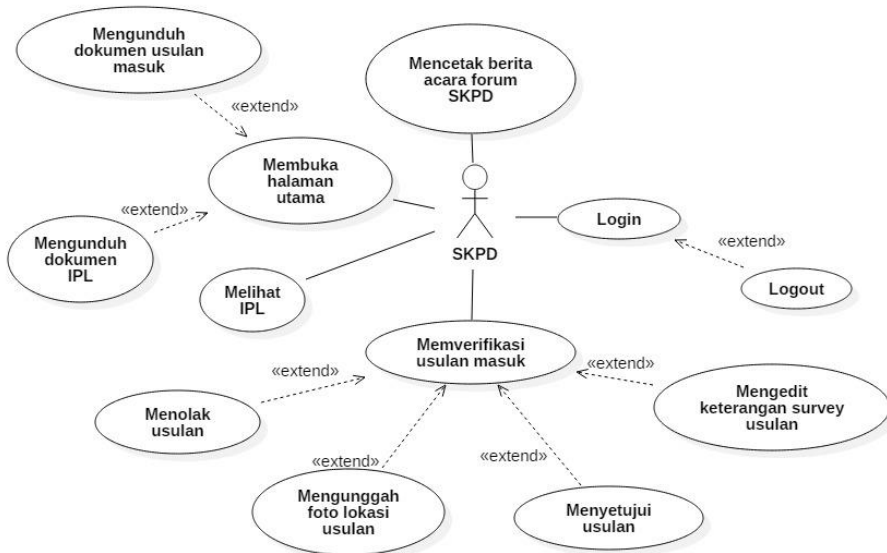 Mengunduh
dokumen usulan
masuk
Mencetak berita
acara forum
SKPD
«extend»
Membuka
halaman
utama
«extend»
Mengunduh
dokumen
IPL
SKPD
Login
«extend»
Logout
Melihat
IPL
Memverifikasi
usulan masuk
«extend»
«extend»
Menolak
usulan
Mengedit
keterangan survey
usulan
«extend»
«extend»
Mengunggah
foto lokasi
usulan
Menyetujui
usulan